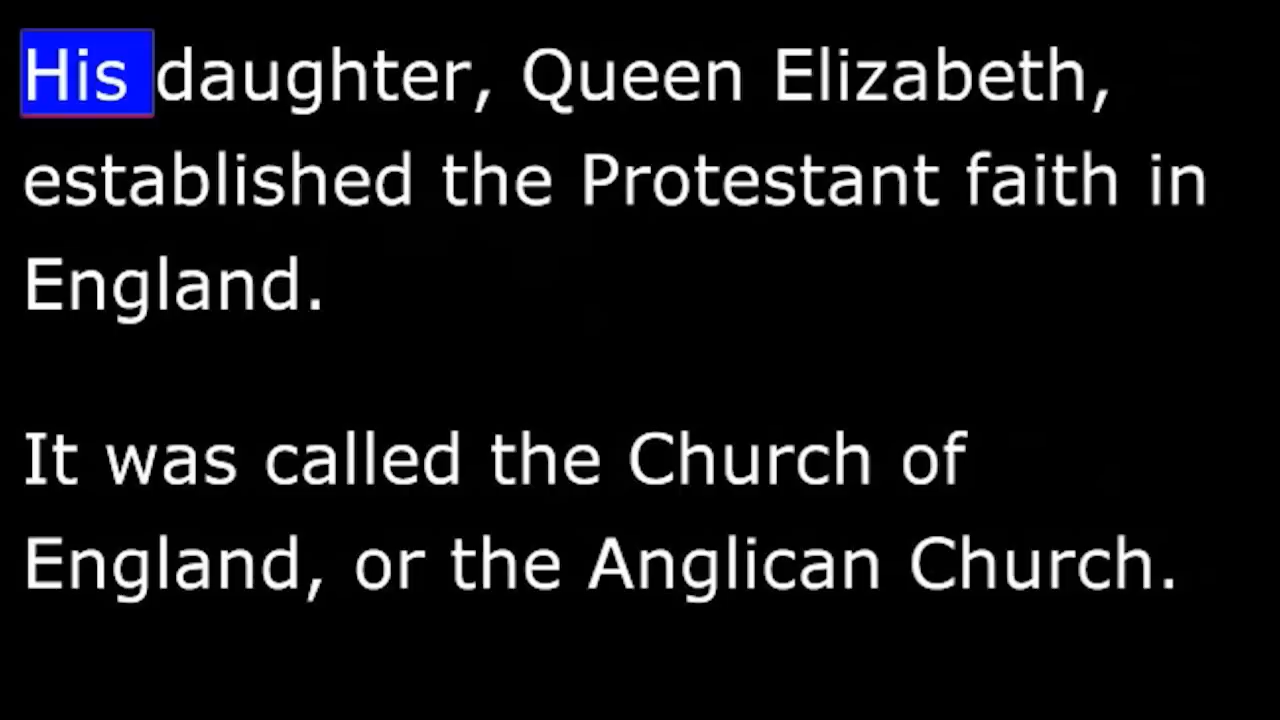 His daughter, Queen Elizabeth,
established the Protestant faith in
England.
It was called the Church of
England, or the Anglican Church.